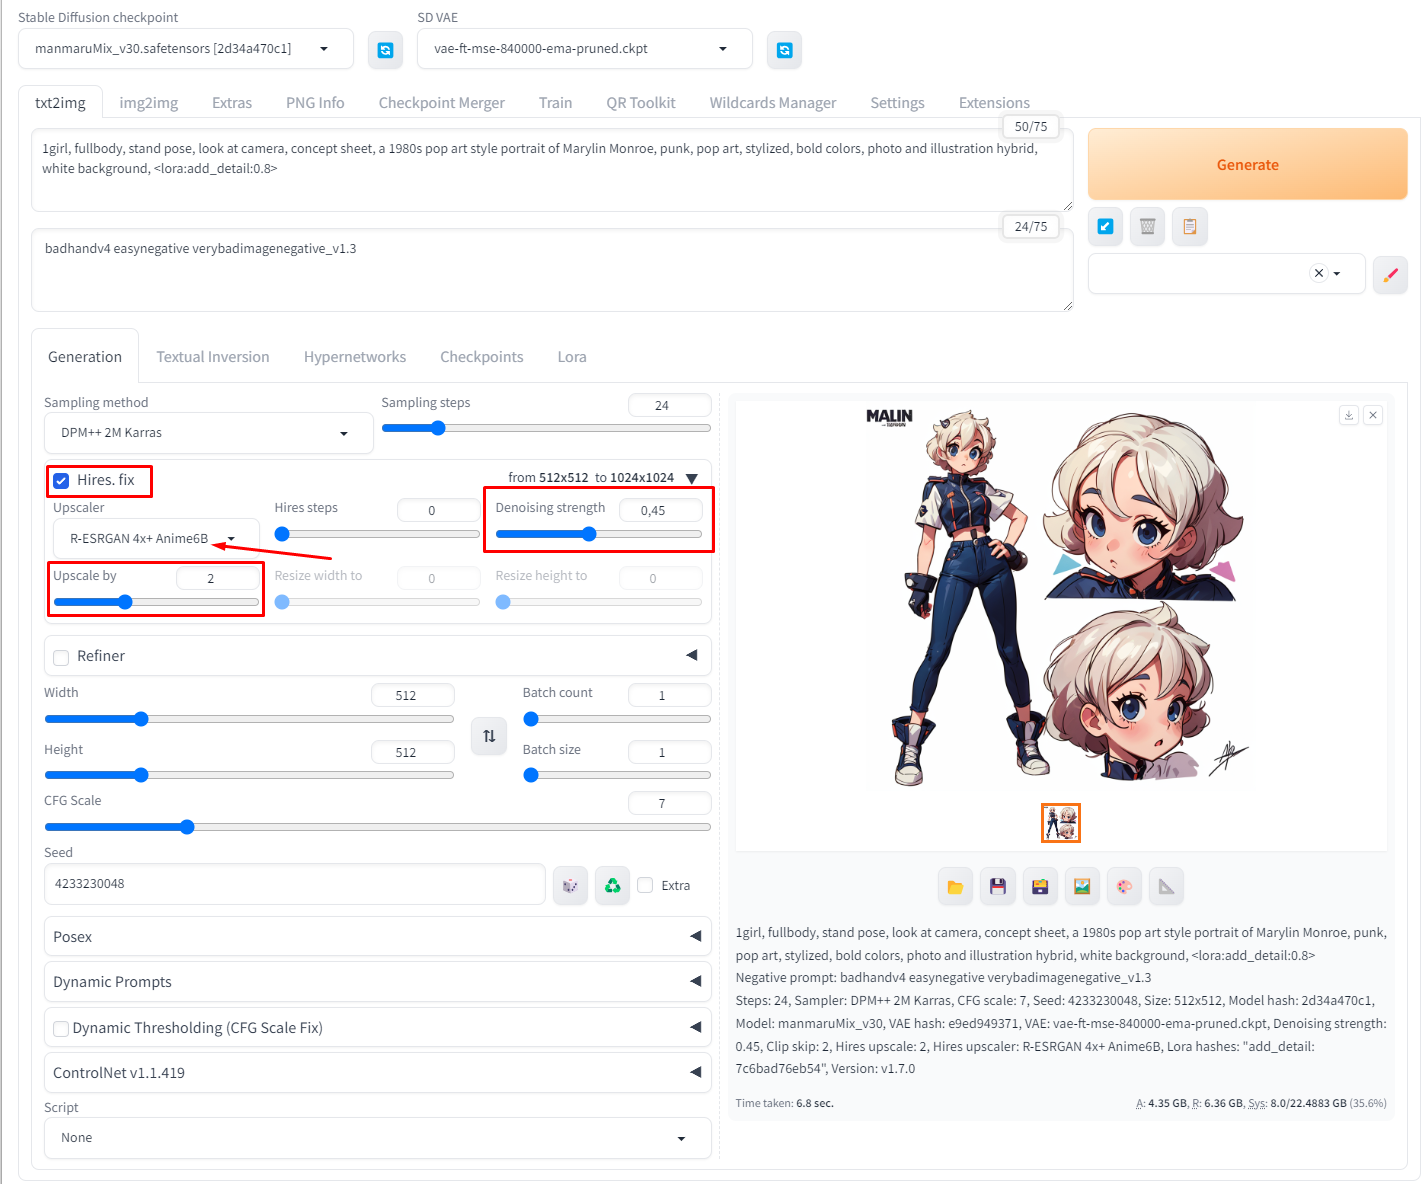 Stable Diffusion checkpoint
SD VAE
manmaruMix_v30.safetensors [2d34a470c1]
vae-ft-mse-840000-ema-pruned.ckpt
txt2img
img2img
Extras
PNG Info
Checkpoint Merger
Train
QR Toolkit
Wildcards Manager
Settings
Extensions
50/75
1girl, fullbody, stand pose, look at camera, concept sheet, a 1980s pop art style portrait of Marylin Monroe, punk, pop art, stylized, bold colors, photo and illustration hybrid,
white background, <lora:add_detail:0.8>
Generate
24/75
badhandv4 easynegative verybadimagenegative_v1.3
Generation
Textual Inversion
Hypernetworks
Checkpoints
Lora
Sampling method
DPM++ 2M Karras
Sampling steps
24
Hires. fix
from 512x512 to 1024x1024
Upscaler
R-ESRGAN 4x+ Anime6B
Hires steps
0
Denoising strength
0,45
Upscale by
2
Resize width to
0
Resize height to
0
Refiner
Width
512
Batch count
1
Height
512
Batch size
1
CFG Scale
7
Seed
4233230048
Extra
Posex
Dynamic Prompts
Dynamic Thresholding (CFG Scale Fix)
ControlNet v1.1.419
Script
None
MALIN
1girl, fullbody, stand pose, look at camera, concept sheet, a 1980s pop art style portrait of Marylin Monroe, punk,
pop art, stylized, bold colors, photo and illustration hybrid, white background, <lora:add_detail:0.8>
Negative prompt: badhandv4 easynegative verybadimagenegative_v1.3
Steps: 24, Sampler: DPM++ 2M Karras, CFG scale: 7, Seed: 4233230048, Size: 512x512, Model hash: 2d34a470c1,
Model: manmaruMix_v30, VAE hash: e9ed949371, VAE: vae-ft-mse-840000-ema-pruned.ckpt, Denoising strength:
0.45, Clip skip: 2, Hires upscale: 2, Hires upscaler: R-ESRGAN 4x+ Anime6B, Lora hashes: "add_detail:
7c6bad76eb54", Version: v1.7.0
Time taken: 6.8 sec.
A: 4.35 GB, R: 6.36 GB, Sys: 8.0/22.4883 GB (35.6%)